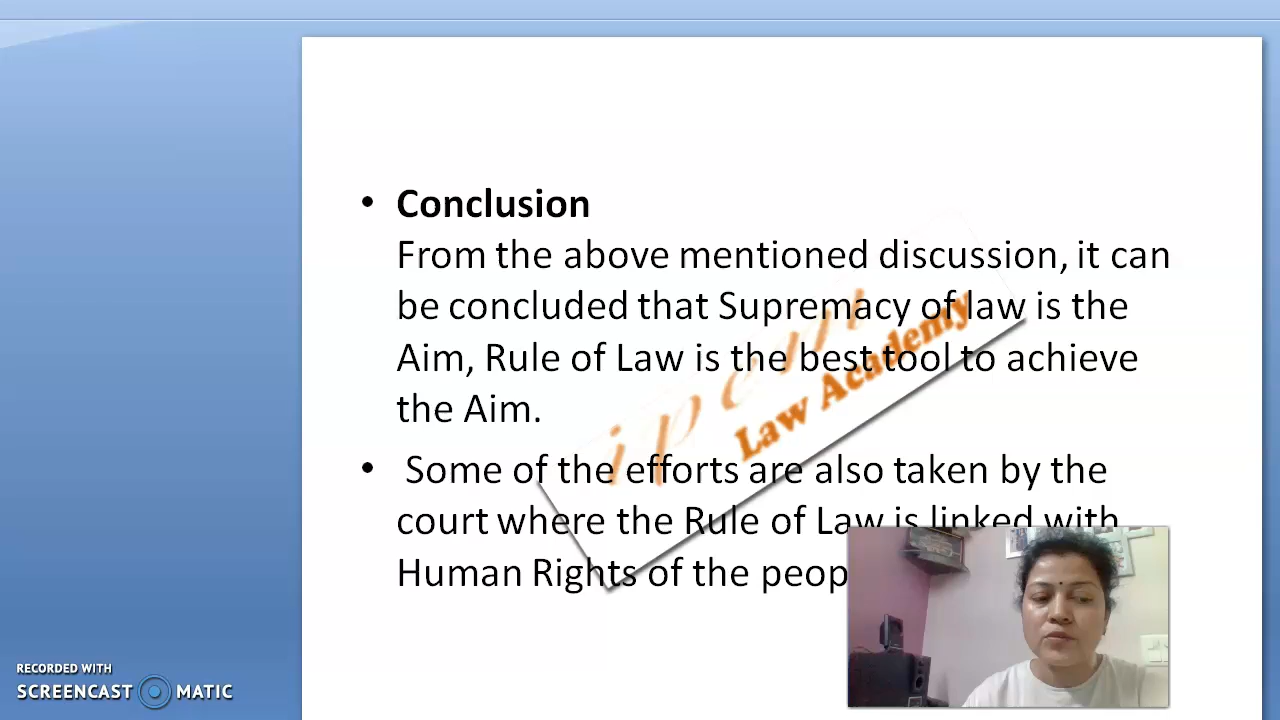 • Conclusion
From the above mentioned discussion, it can
be concluded that Supremacy of law is the
Aim, Rule of Law is the best tool to achieve
the Aim.
• Some of the efforts are also taken by the
court where the Rule of Law is linked with
Human Rights of the peop
Law Academy
RECORDED WITH
SCREENCAST MATIC